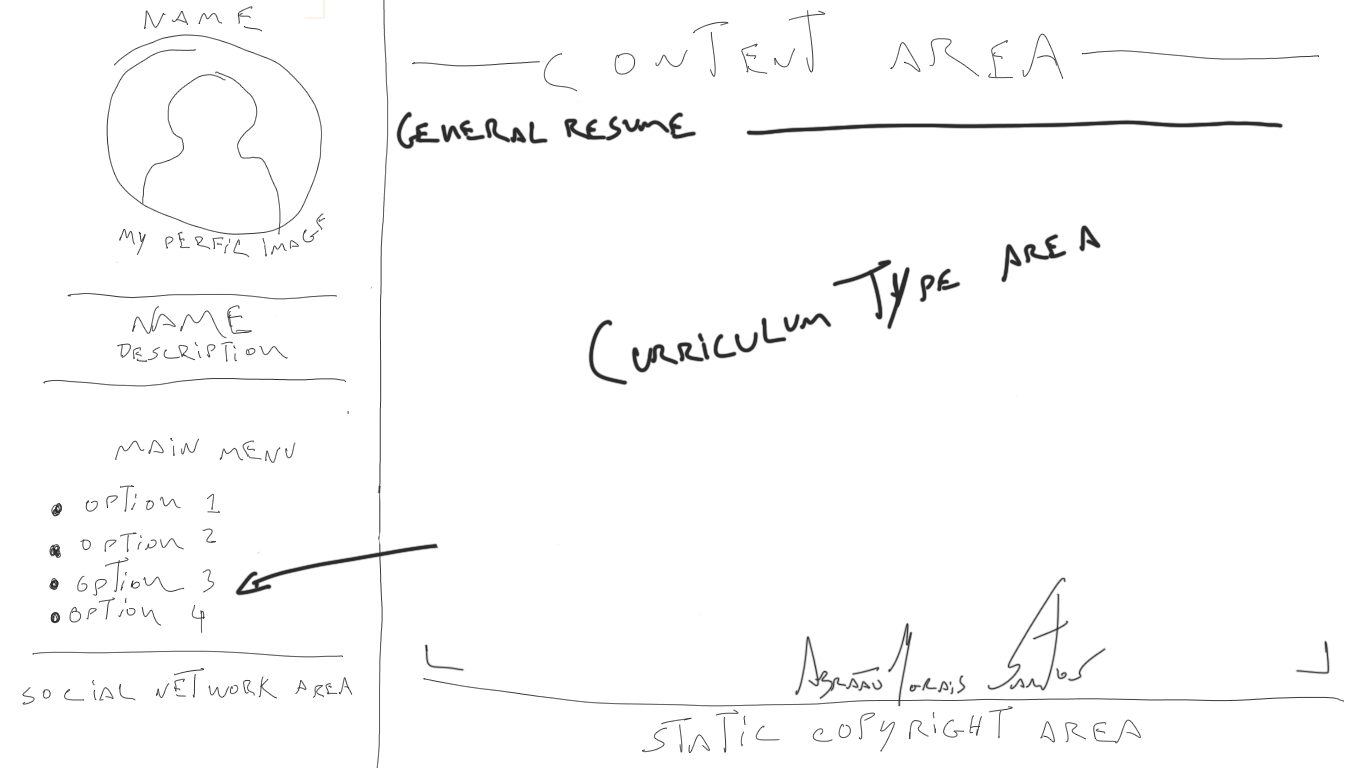 NAME
MY PERFIL IMAGE
NAME
DESCRIPTION
MAIN MENU
OPTION 1
OPTION 2
OPTION 3
OPTION 4
SOCIAL NETWORK AREA
CONTENT AREA
GENERAL RESUME
CURRICULUM TYPE AREA
ABRAÃO MORAIS SANTOS
STATIC COPYRIGHT AREA